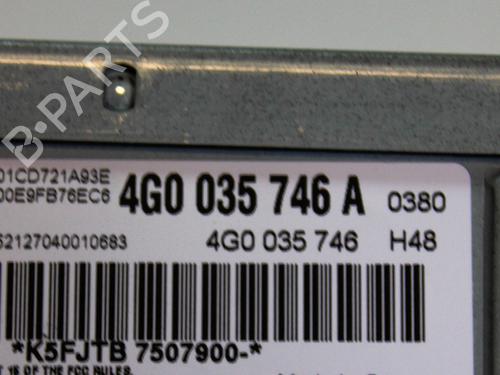 B-PARTS
01CD721A93E
00E9FB76EC6
4G0 035 746 A
0380
52127040010683
4G0 035 746
H48
*K5FJTB 7507900-*
15 OF THE FCC RULES.